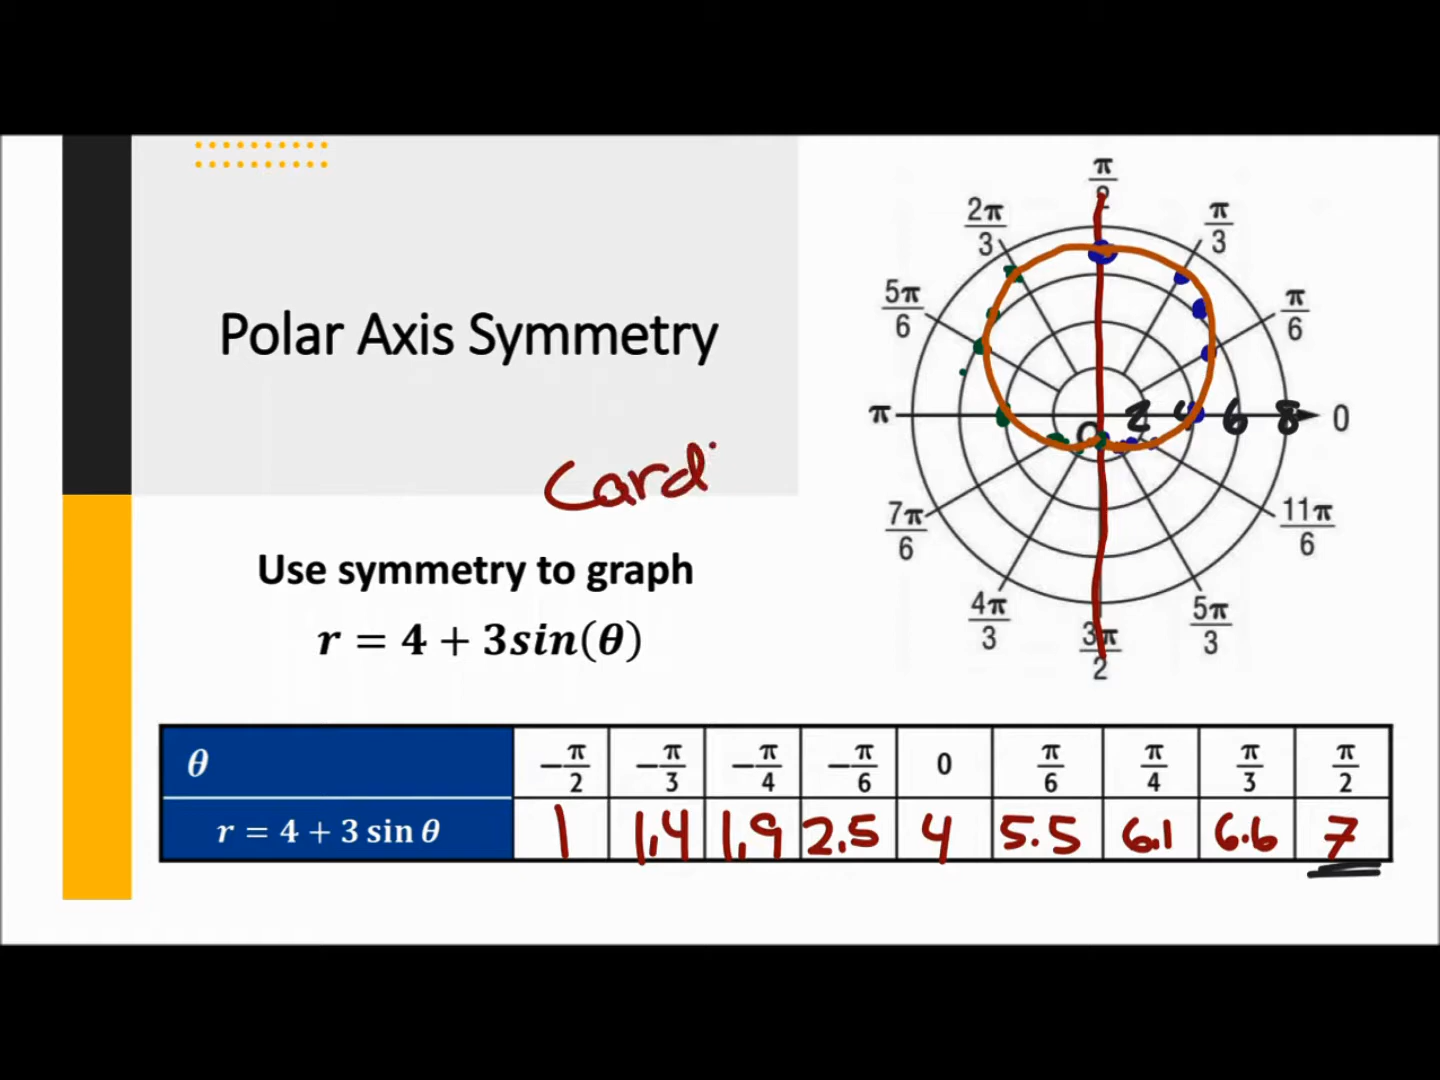 π/2
2π/3
π/3
5π/6
π/6
Polar Axis Symmetry
π
O 2 4 6 8
0
Cardi
7π/6
11π/6
Use symmetry to graph
4π/3
3π/2
5π/3
r = 4 + 3sin(θ)
θ −π/2 −π/3 −π/4 −π/6 0 π/6 π/4 π/3 π/2
r = 4 + 3 sin θ 1 1.4 1.9 2.5 4 5.5 6.1 6.6 7